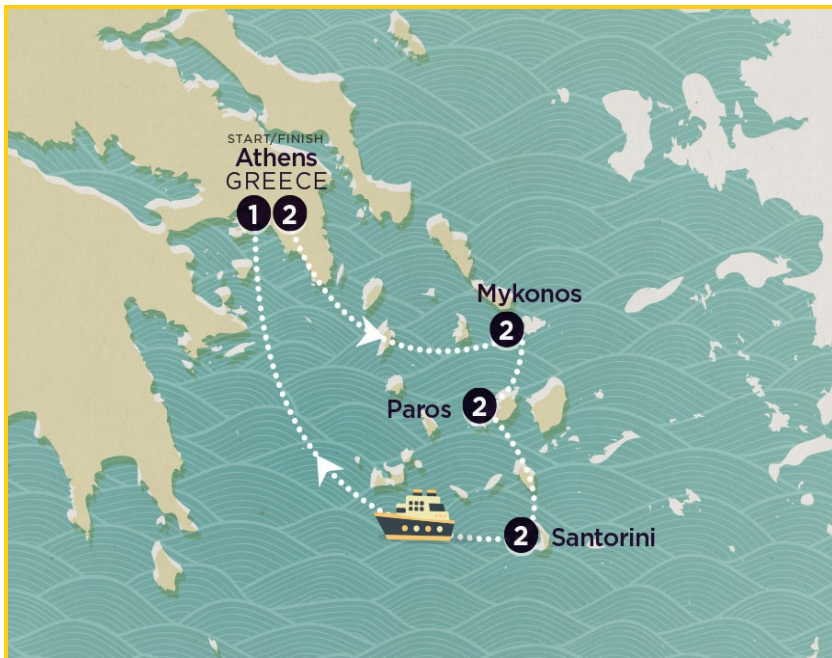 START/FINISH
Athens
GREECE
1 2
Mykonos
2
Paros 2
2 Santorini